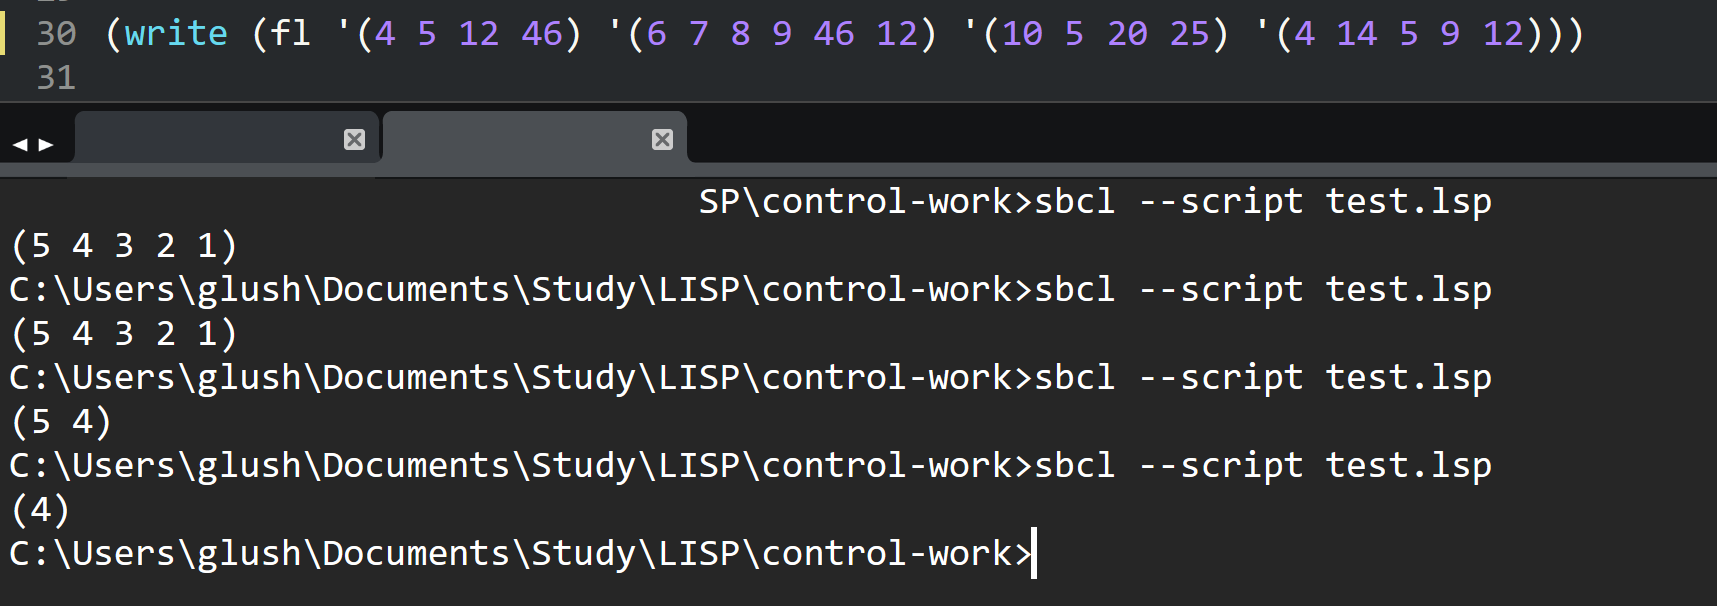 30 (write (fl '(4 5 12 46) '(6 7 8 9 46 12) '(10 5 20 25) '(4 14 5 9 12)))
31
SP\control-work>sbcl --script test.lsp
(5 4 3 2 1)
C:\Users\glush\Documents\Study\LISP\control-work>sbcl --script test.lsp
(5 4 3 2 1)
C:\Users\glush\Documents\Study\LISP\control-work>sbcl --script test.lsp
(5 4)
C:\Users\glush\Documents\Study\LISP\control-work>sbcl --script test.lsp
(4)
C:\Users\glush\Documents\Study\LISP\control-work>